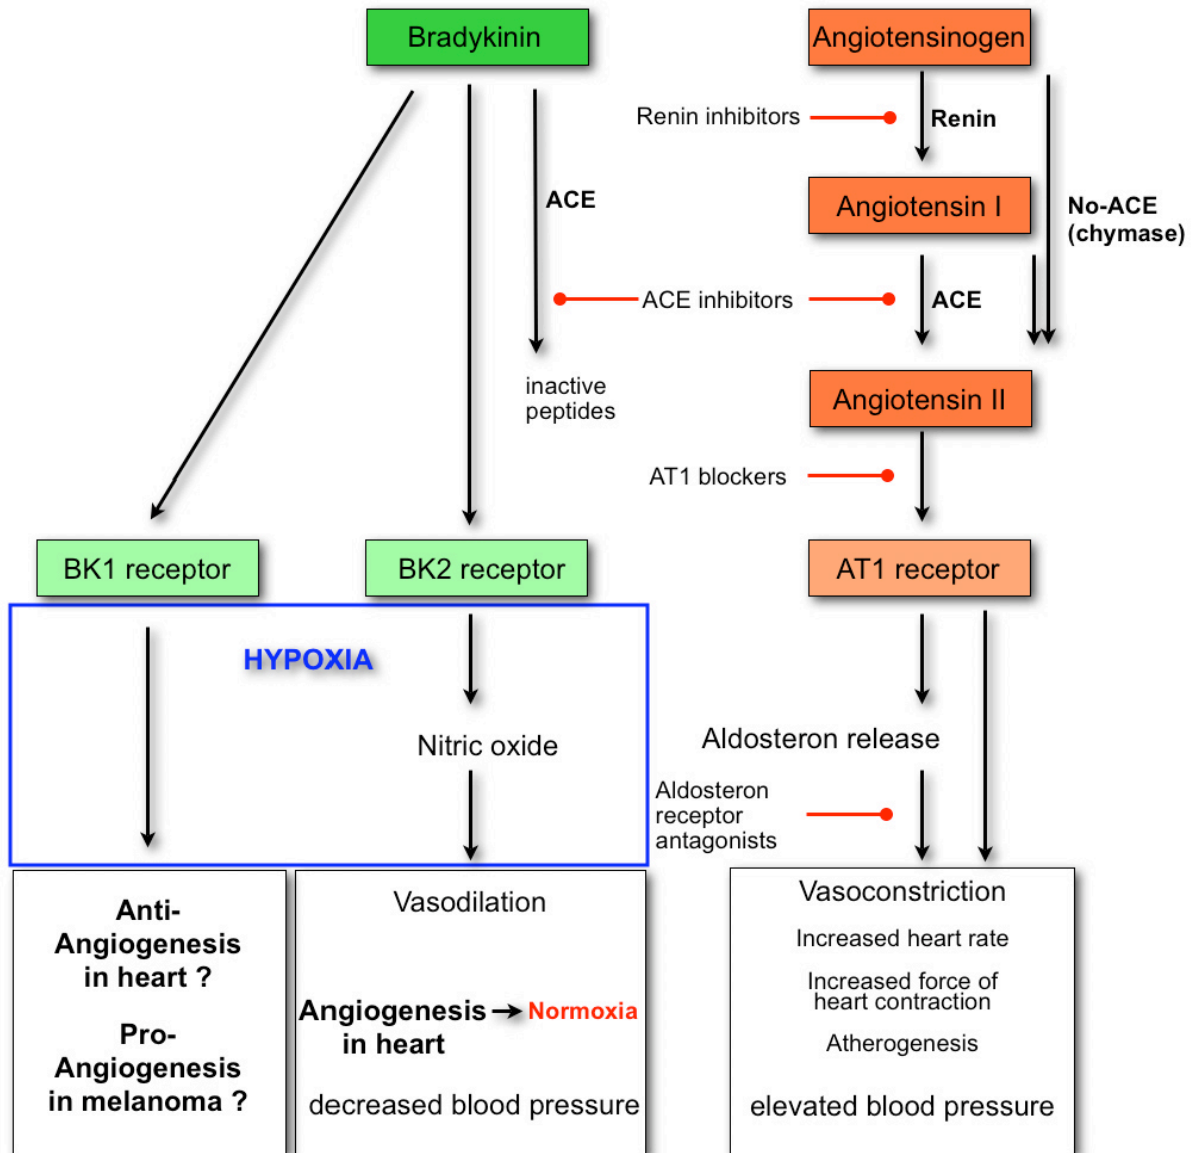 Bradykinin
Angiotensinogen
Renin inhibitors
Renin
ACE
Angiotensin I
No-ACE
(chymase)
ACE inhibitors
ACE
inactive
peptides
Angiotensin II
AT1 blockers
BK1 receptor
BK2 receptor
AT1 receptor
HYPOXIA
Nitric oxide
Aldosteron release
Aldosteron
receptor
antagonists
Anti-
Angiogenesis
in heart ?
Pro-
Angiogenesis
in melanoma ?
Vasodilation
Angiogenesis
in heart
Normoxia
decreased blood pressure
Vasoconstriction
Increased heart rate
Increased force of
heart contraction
Atherogenesis
elevated blood pressure